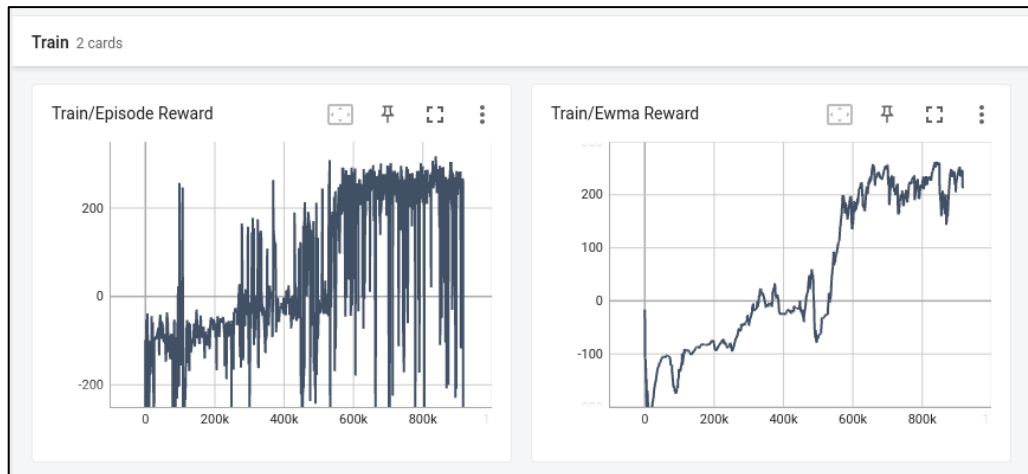 Train 2 cards
Train/Episode Reward
200
0
-200
0 200k 400k 600k 800k
Train/Ewma Reward
200
100
0
-100
0 200k 400k 600k 800k